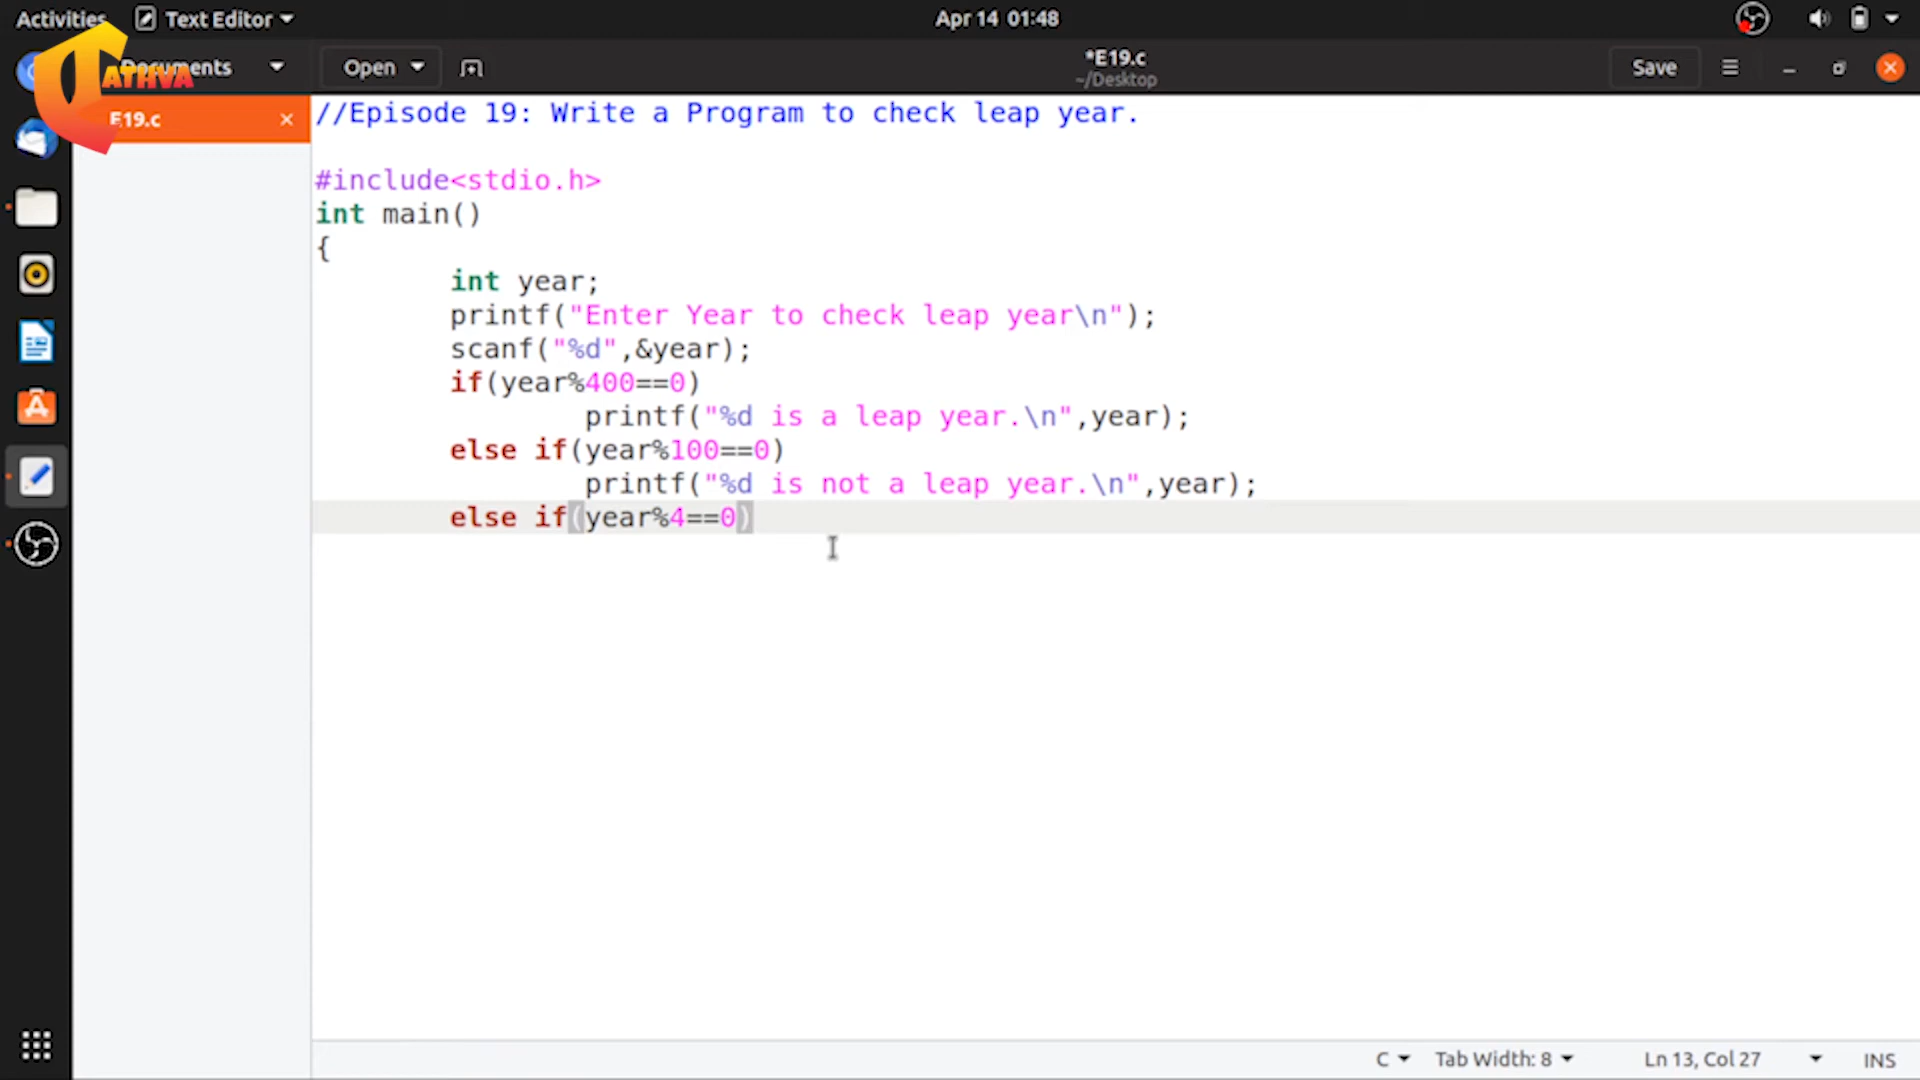 Activities Text Editor Apr 14 01:48
TATHVA
Documents Open *E19.c Save
~/Desktop
E19.c
//Episode 19: Write a Program to check leap year.
#include<stdio.h>
int main()
{
int year;
printf("Enter Year to check leap year\n");
scanf("%d",&year);
if(year%400==0)
printf("%d is a leap year.\n",year);
else if(year%100==0)
printf("%d is not a leap year.\n",year);
else if(year%4==0)
C Tab Width: 8 Ln 13, Col 27 INS